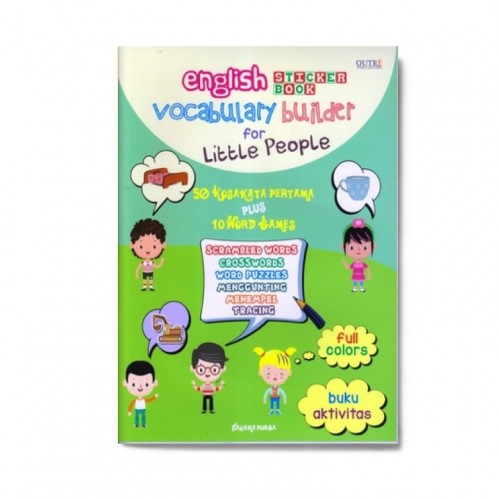 OUTRÉ
english STICKER BOOK
vocabulary builder
for
Little People
50 Kosakata Pertama
plus
10 Word Games
SCRAMBLED WORDS
CROSSWORDS
WORD PUZZLES
MENGGUNTING
MENEMPEL
TRACING
full
colors
buku
aktivitas